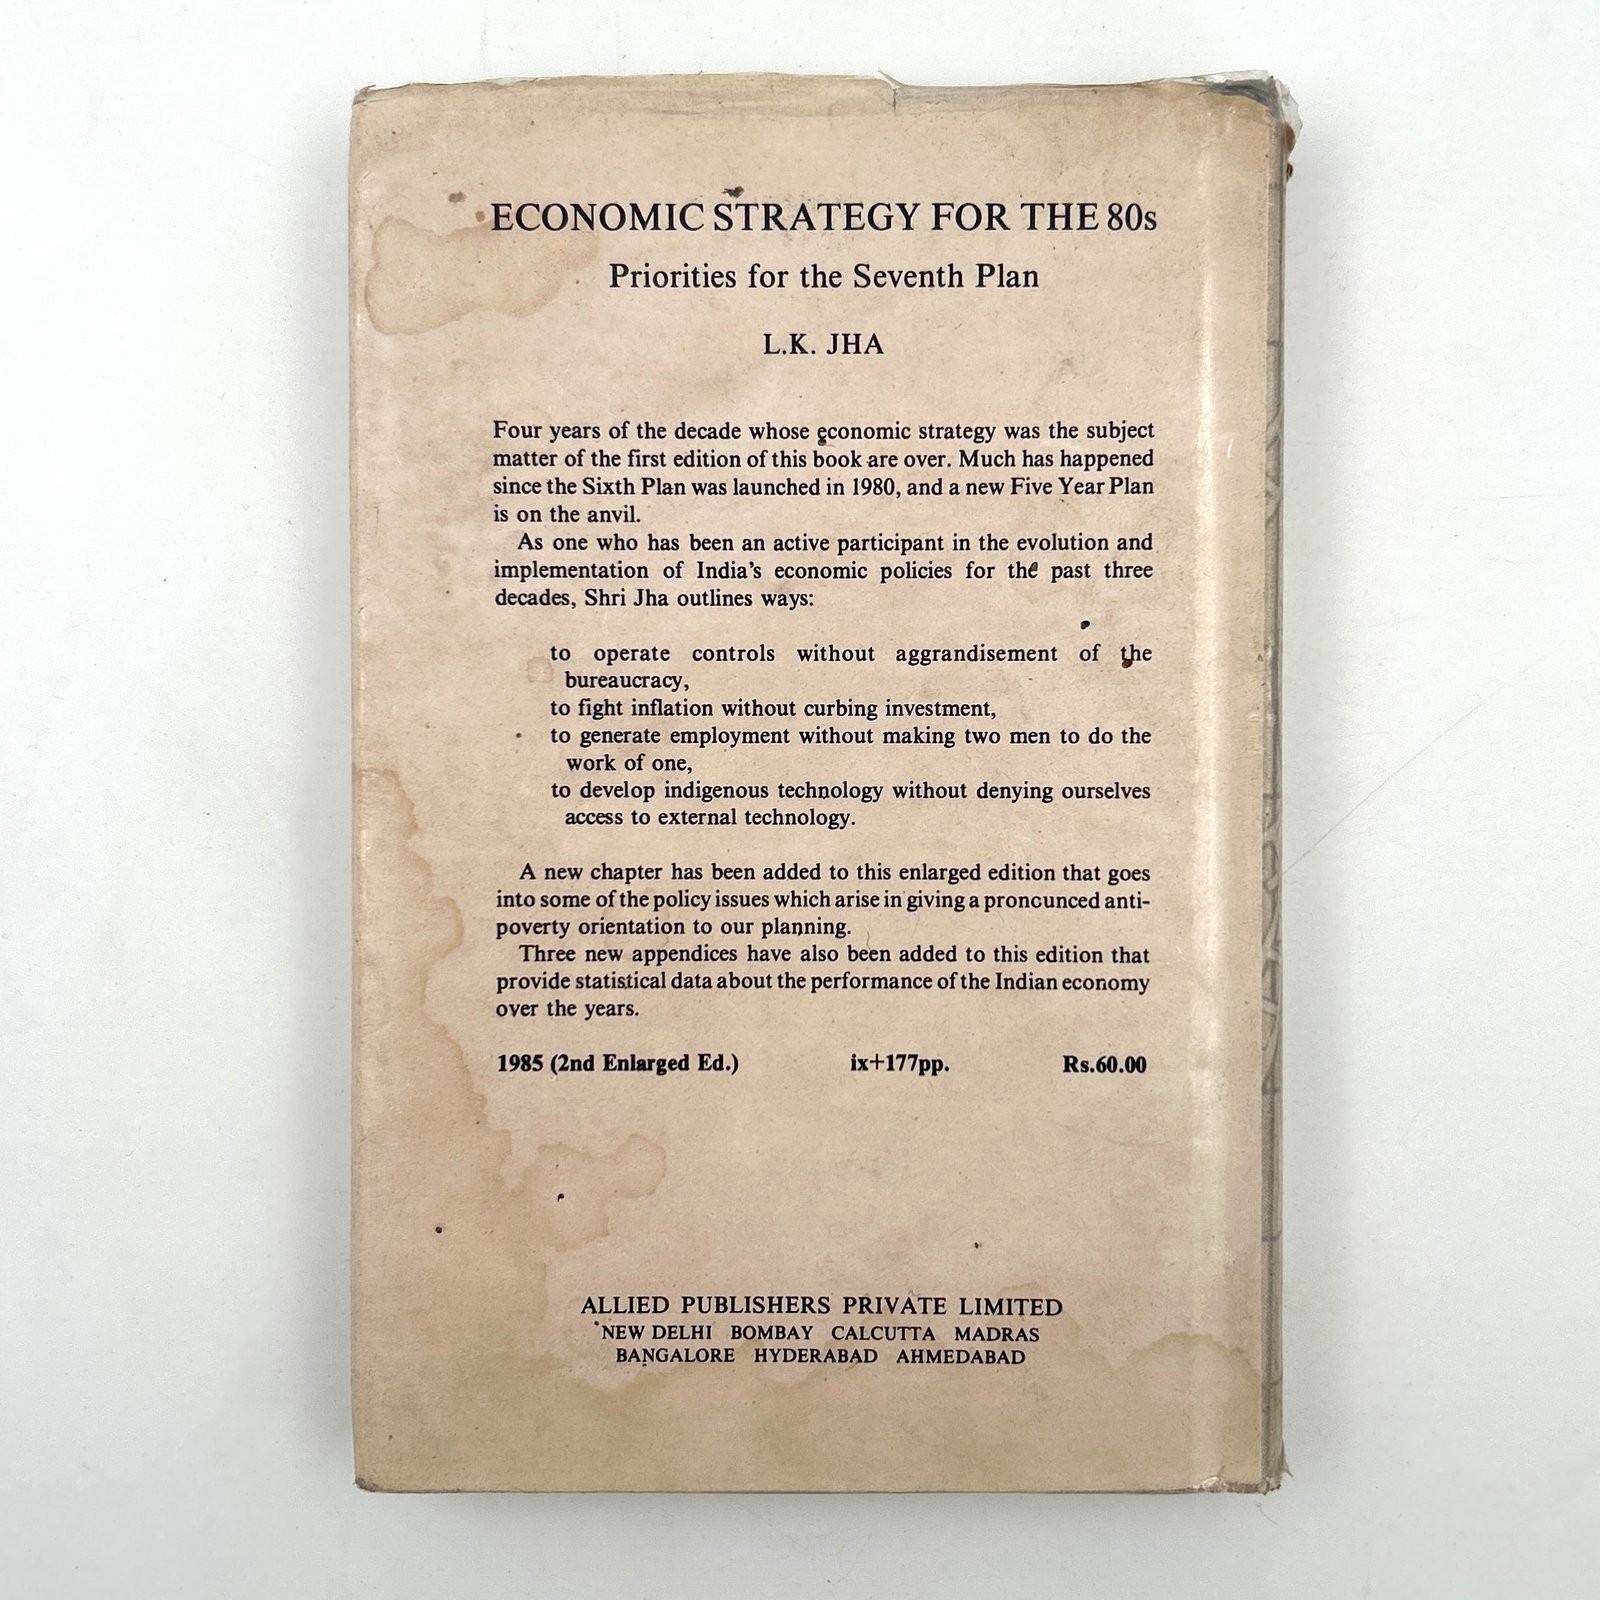 ECONOMIC STRATEGY FOR THE 80s
Priorities for the Seventh Plan
L.K. JHA
Four years of the decade whose economic strategy was the subject
matter of the first edition of this book are over. Much has happened
since the Sixth Plan was launched in 1980, and a new Five Year Plan
is on the anvil.
As one who has been an active participant in the evolution and
implementation of India's economic policies for the past three
decades, Shri Jha outlines ways:
to operate controls without aggrandisement of the
bureaucracy,
to fight inflation without curbing investment,
to generate employment without making two men to do the
work of one,
to develop indigenous technology without denying ourselves
access to external technology.
A new chapter has been added to this enlarged edition that goes
into some of the policy issues which arise in giving a pronounced anti-
poverty orientation to our planning.
Three new appendices have also been added to this edition that
provide statistical data about the performance of the Indian economy
over the years.
1985 (2nd Enlarged Ed.) ix+177pp. Rs.60.00
ALLIED PUBLISHERS PRIVATE LIMITED
NEW DELHI BOMBAY CALCUTTA MADRAS
BANGALORE HYDERABAD AHMEDABAD